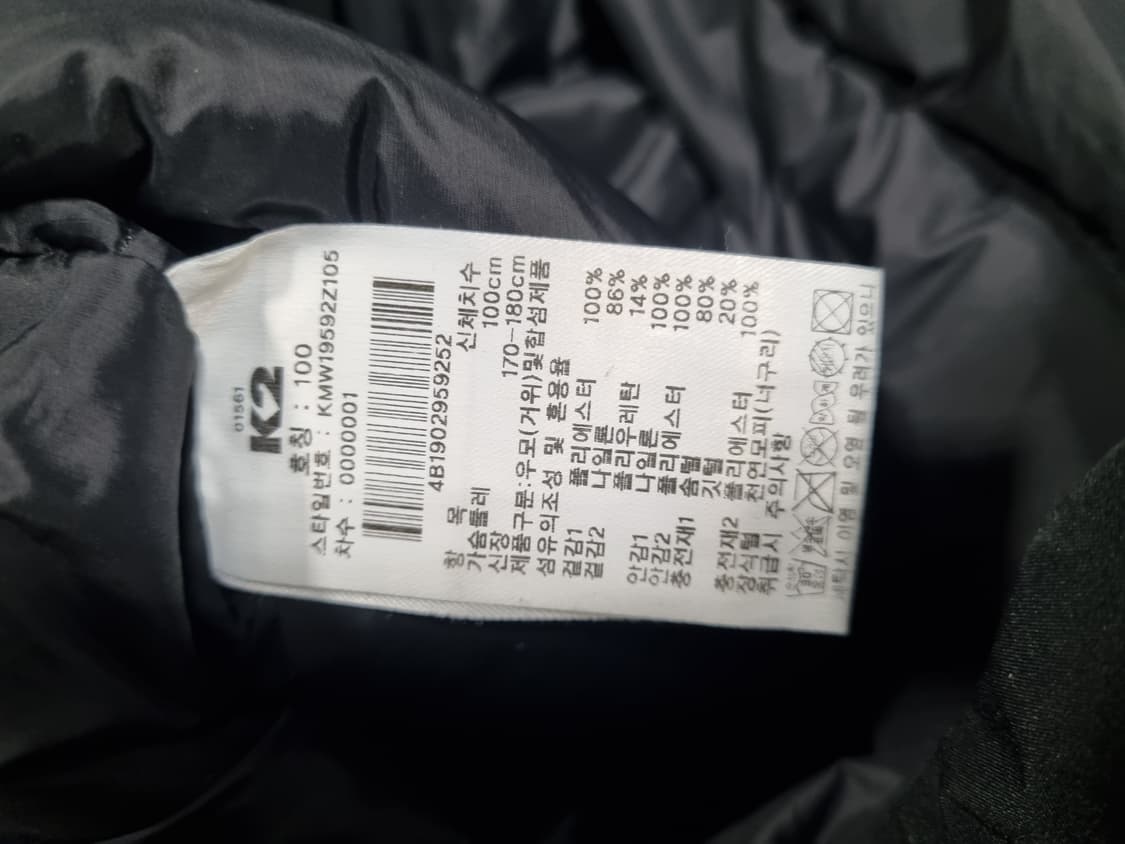 01561
K2
호칭 : 100
스타일번호 : KMW19592Z105
차수 : 0000001
4B1902959252
항 목 신체치수
가슴둘레 100cm
신장 170-180cm
제품구분:우모(거위)및합성제품
섬유의조성 및 혼용율
겉감1 폴리에스터 100%
겉감2 나일론 86%
폴리우레탄 14%
안감1 나일론 100%
안감2 폴리에스터 100%
충전재1 솜털 80%
깃털 20%
충전재2 폴리에스터 100%
장식털 천연모피(너구리)
취급시 주의사항
세탁시 이염 및 오염 될 우려가 있으니